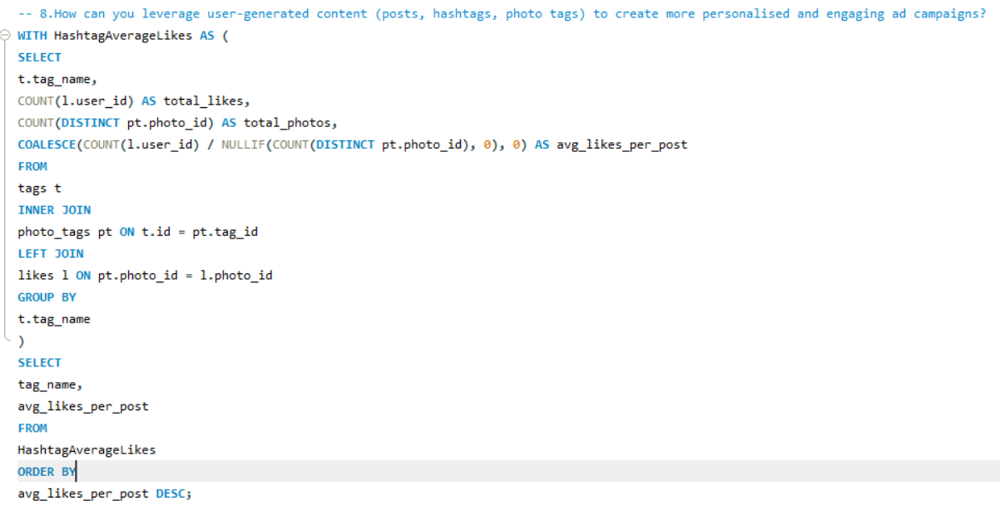 -- 8.How can you leverage user-generated content (posts, hashtags, photo tags) to create more personalised and engaging ad campaigns?
WITH HashtagAverageLikes AS (
SELECT
t.tag_name,
COUNT(l.user_id) AS total_likes,
COUNT(DISTINCT pt.photo_id) AS total_photos,
COALESCE(COUNT(l.user_id) / NULLIF(COUNT(DISTINCT pt.photo_id), 0), 0) AS avg_likes_per_post
FROM
tags t
INNER JOIN
photo_tags pt ON t.id = pt.tag_id
LEFT JOIN
likes l ON pt.photo_id = l.photo_id
GROUP BY
t.tag_name
)
SELECT
tag_name,
avg_likes_per_post
FROM
HashtagAverageLikes
ORDER BY
avg_likes_per_post DESC;